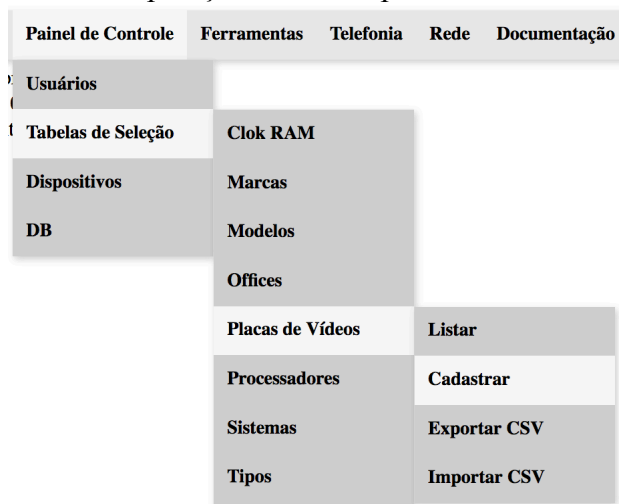 Painel de Controle Ferramentas Telefonia Rede Documentação
Usuários
Tabelas de Seleção Clok RAM
Dispositivos Marcas
DB Modelos
Offices
Placas de Vídeos Listar
Processadores Cadastrar
Sistemas Exportar CSV
Tipos Importar CSV